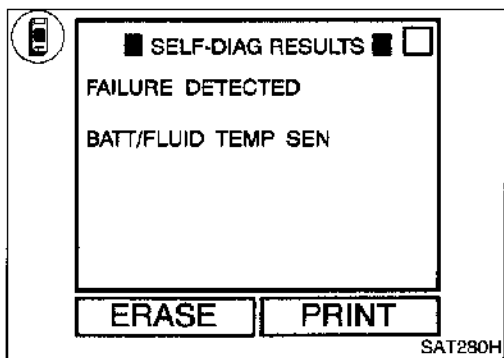 SELF-DIAG RESULTS
FAILURE DETECTED
BATT/FLUID TEMP SEN
ERASE PRINT
SAT280H